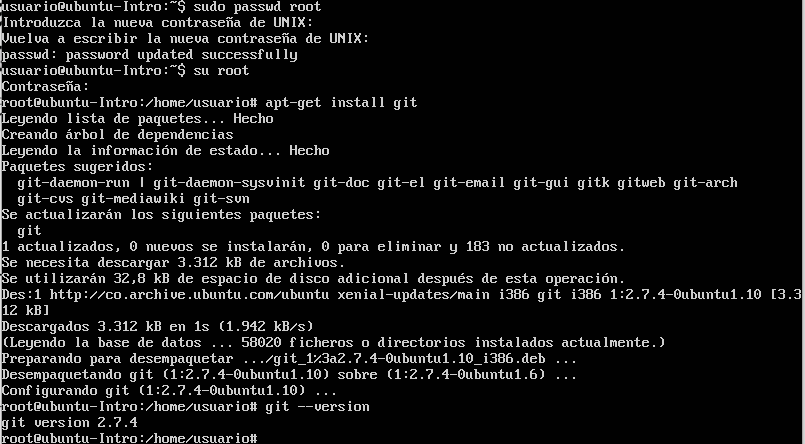 usuario@ubuntu-Intro:~$ sudo passwd root
Introduzca la nueva contraseña de UNIX:
Vuelva a escribir la nueva contraseña de UNIX:
passwd: password updated successfully
usuario@ubuntu-Intro:~$ su root
Contraseña:
root@ubuntu-Intro:/home/usuario# apt-get install git
Leyendo lista de paquetes... Hecho
Creando árbol de dependencias
Leyendo la información de estado... Hecho
Paquetes sugeridos:
  git-daemon-run | git-daemon-sysvinit git-doc git-el git-email git-gui gitk gitweb git-arch
  git-cvs git-mediawiki git-svn
Se actualizarán los siguientes paquetes:
  git
1 actualizados, 0 nuevos se instalarán, 0 para eliminar y 183 no actualizados.
Se necesita descargar 3.312 kB de archivos.
Se utilizarán 32,8 kB de espacio de disco adicional después de esta operación.
Des:1 http://co.archive.ubuntu.com/ubuntu xenial-updates/main i386 git i386 1:2.7.4-0ubuntu1.10 [3.3
12 kB]
Descargados 3.312 kB en 1s (1.942 kB/s)
(Leyendo la base de datos ... 58020 ficheros o directorios instalados actualmente.)
Preparando para desempaquetar .../git_1%3a2.7.4-0ubuntu1.10_i386.deb ...
Desempaquetando git (1:2.7.4-0ubuntu1.10) sobre (1:2.7.4-0ubuntu1.6) ...
Configurando git (1:2.7.4-0ubuntu1.10) ...
root@ubuntu-Intro:/home/usuario# git --version
git version 2.7.4
root@ubuntu-Intro:/home/usuario#